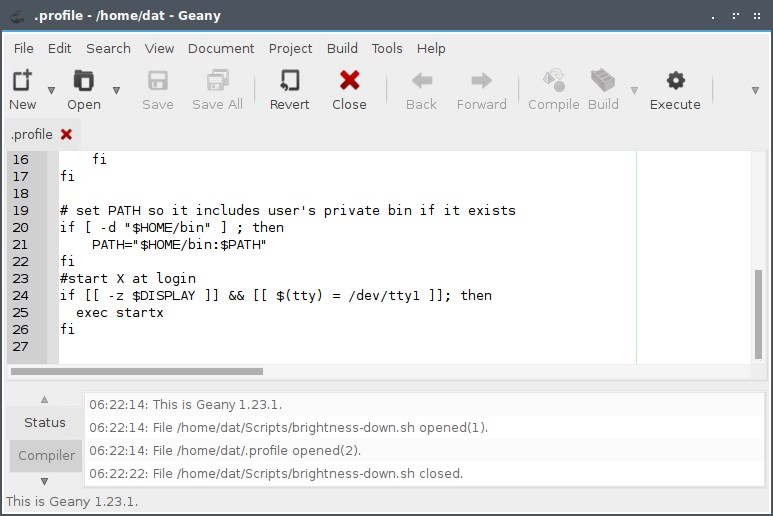 .profile - /home/dat - Geany
File Edit Search View Document Project Build Tools Help
New Open Save Save All Revert Close Back Forward Compile Build Execute
.profile
16     fi
17 fi
18
19 # set PATH so it includes user's private bin if it exists
20 if [ -d "$HOME/bin" ] ; then
21     PATH="$HOME/bin:$PATH"
22 fi
23 #start X at login
24 if [[ -z $DISPLAY ]] && [[ $(tty) = /dev/tty1 ]]; then
25   exec startx
26 fi
27
Status
Compiler
06:22:14: This is Geany 1.23.1.
06:22:14: File /home/dat/Scripts/brightness-down.sh opened(1).
06:22:14: File /home/dat/.profile opened(2).
06:22:22: File /home/dat/Scripts/brightness-down.sh closed.
This is Geany 1.23.1.